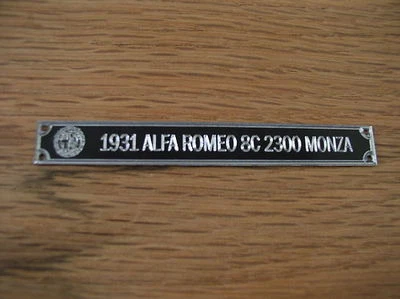 1931 ALFA ROMEO 8C 2300 MONZA